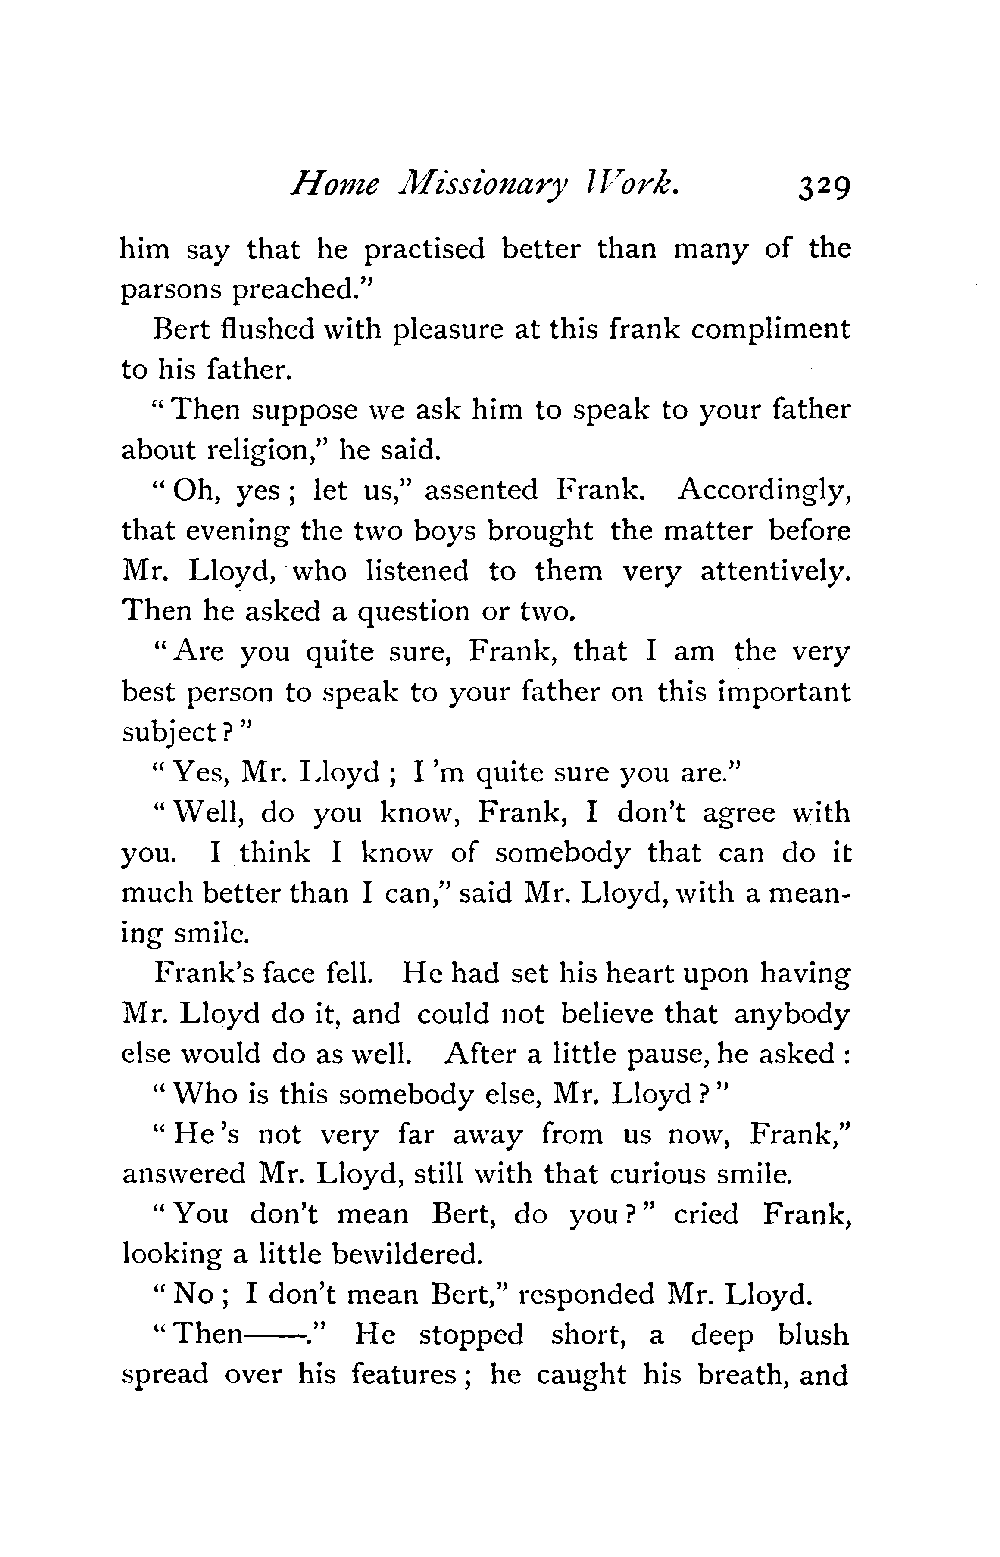 Home Missionary Work. 329
him say that he practised better than many of the
parsons preached."
Bert flushed with pleasure at this frank compliment
to his father.
"Then suppose we ask him to speak to your father
about religion," he said.
"Oh, yes; let us," assented Frank. Accordingly,
that evening the two boys brought the matter before
Mr. Lloyd, who listened to them very attentively.
Then he asked a question or two.
"Are you quite sure, Frank, that I am the very
best person to speak to your father on this important
subject?"
"Yes, Mr. Lloyd; I'm quite sure you are."
"Well, do you know, Frank, I don't agree with
you. I think I know of somebody that can do it
much better than I can," said Mr. Lloyd, with a mean-
ing smile.
Frank's face fell. He had set his heart upon having
Mr. Lloyd do it, and could not believe that anybody
else would do as well. After a little pause, he asked:
"Who is this somebody else, Mr. Lloyd?"
"He's not very far away from us now, Frank,"
answered Mr. Lloyd, still with that curious smile.
"You don't mean Bert, do you?" cried Frank,
looking a little bewildered.
"No; I don't mean Bert," responded Mr. Lloyd.
"Then——." He stopped short, a deep blush
spread over his features; he caught his breath, and